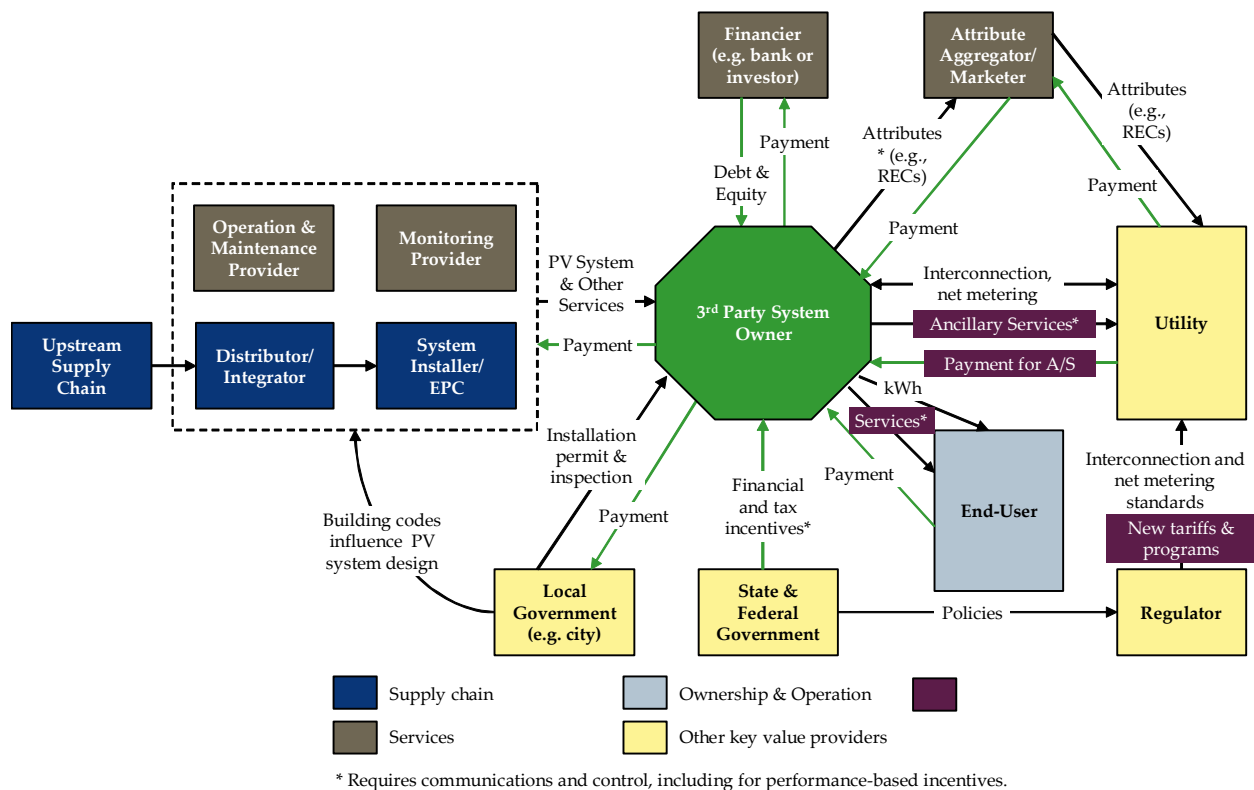 Financier
(e.g. bank or
investor)
Attribute
Aggregator/
Marketer
Attributes
(e.g.,
RECs)
Payment
Attributes
* (e.g.,
RECs)
Debt &
Equity
Payment
Payment
Operation &
Maintenance
Provider
Monitoring
Provider
PV System
& Other
Services
Interconnection,
net metering
3rd Party System
Owner
Ancillary Services*
Utility
Upstream
Supply
Chain
Distributor/
Integrator
System
Installer/
EPC
Payment
Payment for A/S
kWh
Services*
Installation
permit &
inspection
Payment
Interconnection and
net metering
standards
Financial
and tax
incentives*
Payment
End-User
New tariffs &
programs
Building codes
influence PV
system design
Local
Government
(e.g. city)
State &
Federal
Government
Policies
Regulator
Supply chain
Ownership & Operation
Services
Other key value providers
* Requires communications and control, including for performance-based incentives.